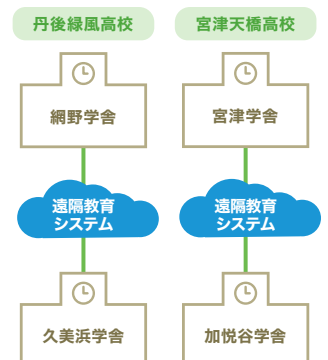 丹後緑風高校
宮津天橋高校
網野学舎
宮津学舎
遠隔教育
システム
遠隔教育
システム
久美浜学舎
加悦谷学舎